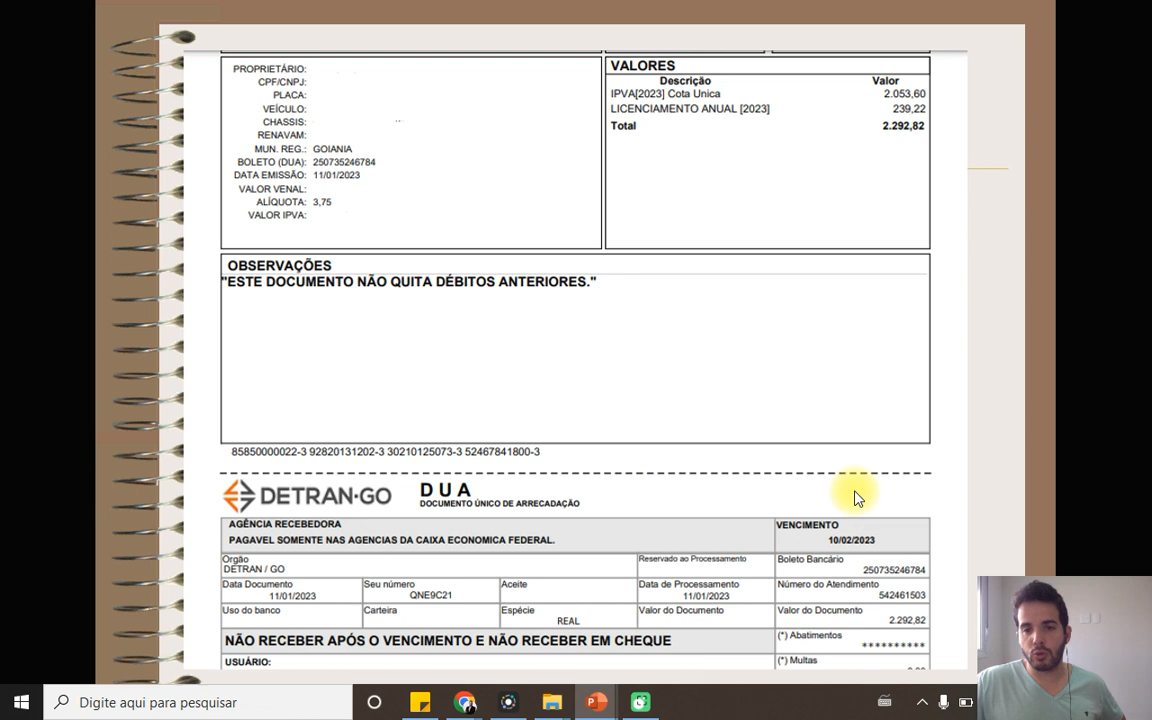 PROPRIETÁRIO:
CPF/CNPJ:
PLACA:
VEÍCULO:
CHASSIS:
RENAVAM:
MUN. REG.: GOIANIA
BOLETO (DUA): 250735246784
DATA EMISSÃO: 11/01/2023
VALOR VENAL:
ALÍQUOTA: 3,75
VALOR IPVA:
VALORES
Descrição Valor
IPVA[2023] Cota Unica 2.053,60
LICENCIAMENTO ANUAL [2023] 239,22
Total 2.292,82
OBSERVAÇÕES
"ESTE DOCUMENTO NÃO QUITA DÉBITOS ANTERIORES."
85850000022-3 92820131202-3 30210125073-3 52467841800-3
DETRAN·GO
D U A
DOCUMENTO ÚNICO DE ARRECADAÇÃO
AGÊNCIA RECEBEDORA
PAGAVEL SOMENTE NAS AGENCIAS DA CAIXA ECONOMICA FEDERAL.
VENCIMENTO
10/02/2023
Orgão
DETRAN / GO
Reservado ao Processamento
Boleto Bancário
250735246784
Data Documento
11/01/2023
Seu número
QNE9C21
Aceite
Data de Processamento
11/01/2023
Número do Atendimento
542461503
Uso do banco
Carteira
Espécie
REAL
Valor do Documento
Valor do Documento
2.292,82
NÃO RECEBER APÓS O VENCIMENTO E NÃO RECEBER EM CHEQUE
(*) Abatimentos
**********
USUÁRIO:
(*) Multas
Digite aqui para pesquisar